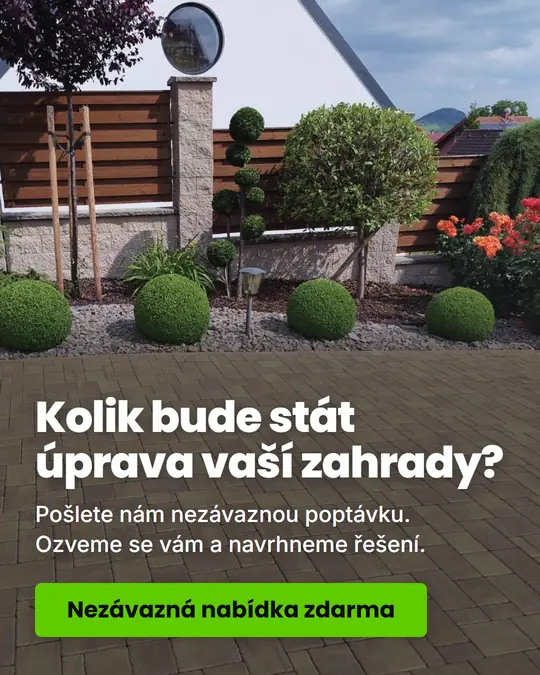 Kolik bude stát
úprava vaší zahrady?
Pošlete nám nezávaznou poptávku.
Ozveme se vám a navrhneme řešení.
Nezávazná nabídka zdarma